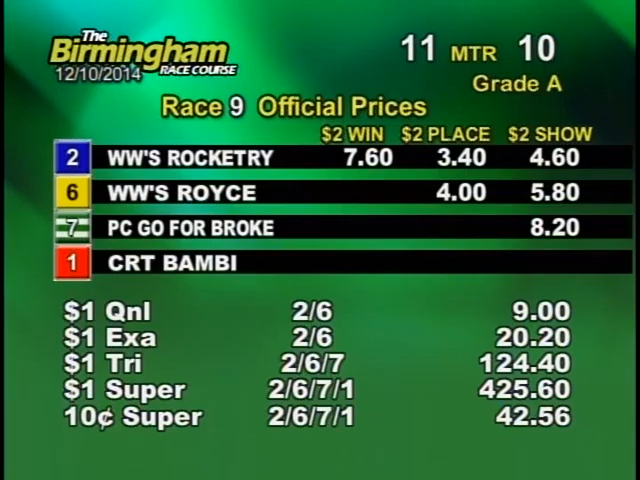 The
Birmingham
RACE COURSE
12/10/2014
11 MTR 10
Grade A
Race 9 Official Prices
$2 WIN $2 PLACE $2 SHOW
2 WW'S ROCKETRY 7.60 3.40 4.60
6 WW'S ROYCE 4.00 5.80
7 PC GO FOR BROKE 8.20
1 CRT BAMBI
$1 Qnl 2/6 9.00
$1 Exa 2/6 20.20
$1 Tri 2/6/7 124.40
$1 Super 2/6/7/1 425.60
10¢ Super 2/6/7/1 42.56